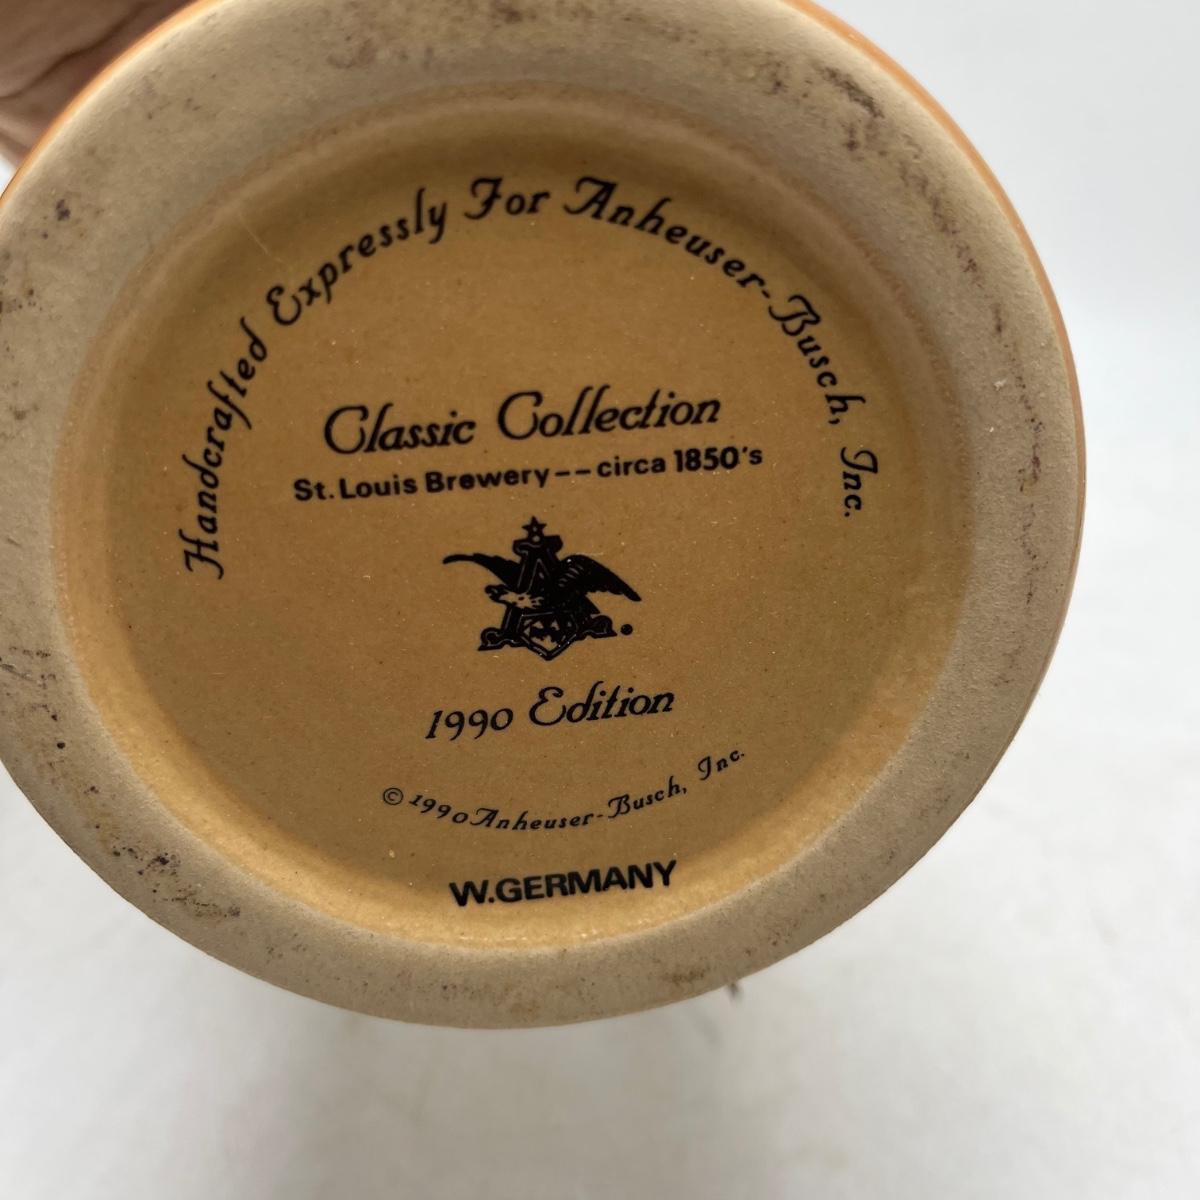 Handcrafted Expressly For Anheuser-Busch, Inc.
Classic Collection
St. Louis Brewery--circa 1850's
1990 Edition
© 1990 Anheuser-Busch, Inc.
W.GERMANY